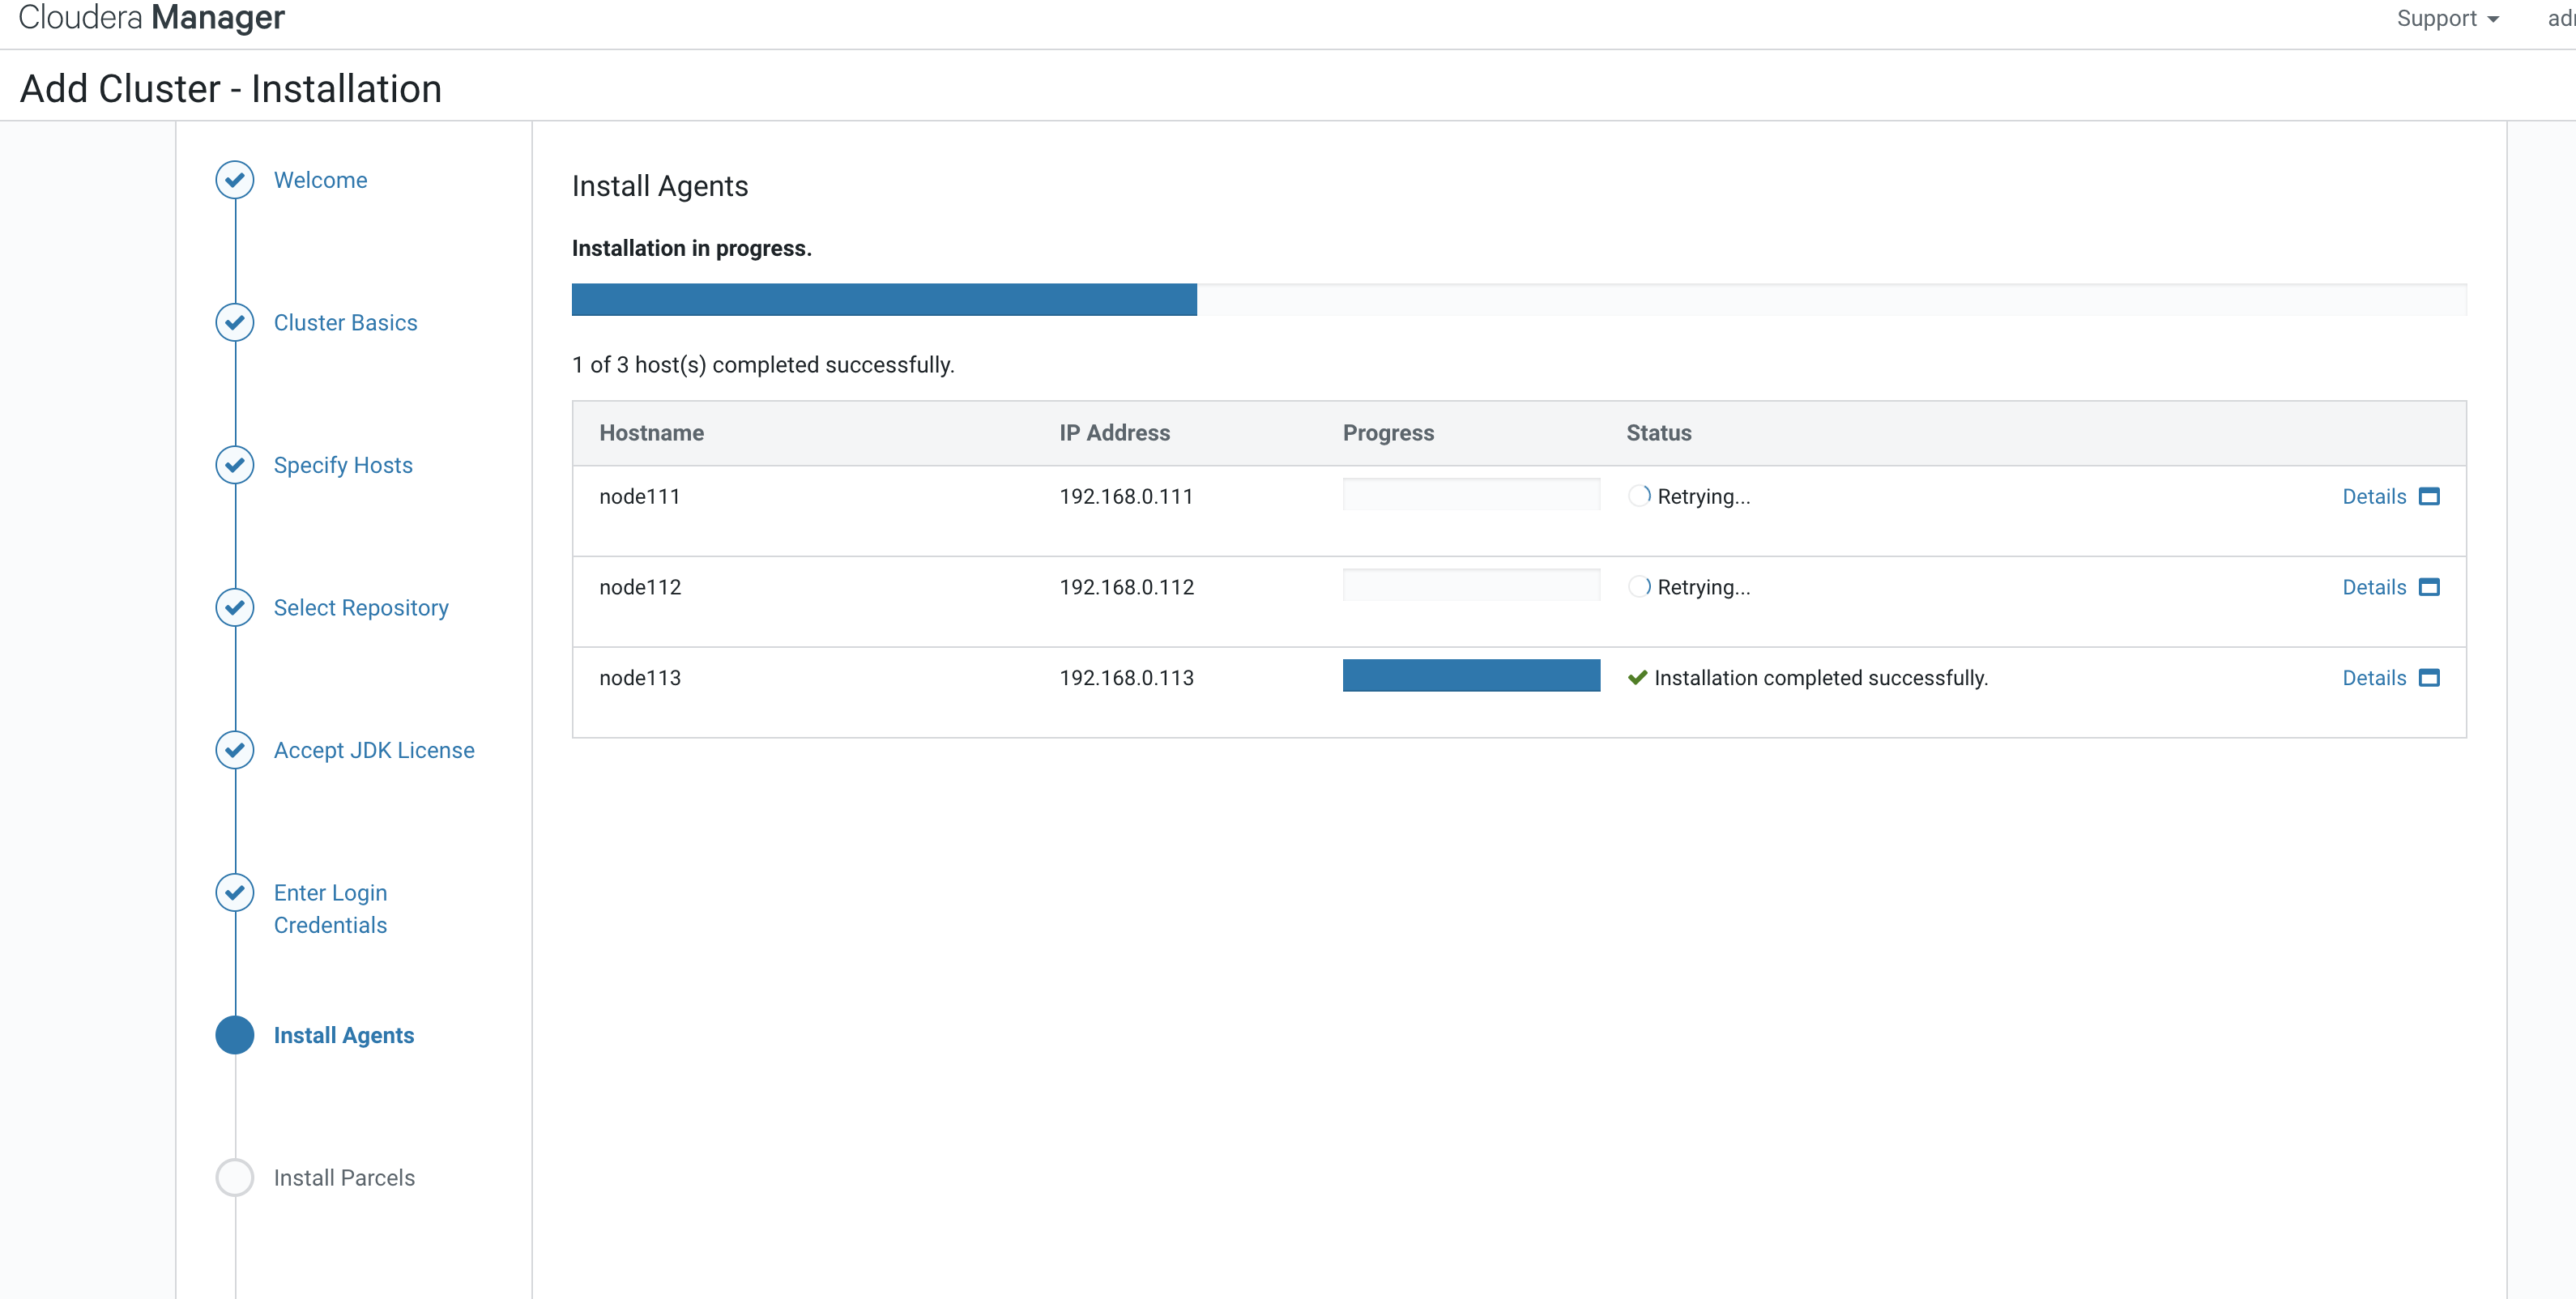 Cloudera Manager
Support
Add Cluster - Installation
Welcome
Cluster Basics
Specify Hosts
Select Repository
Accept JDK License
Enter Login
Credentials
Install Agents
Install Parcels
Install Agents
Installation in progress.
1 of 3 host(s) completed successfully.
Hostname IP Address Progress Status
node111 192.168.0.111 Retrying... Details
node112 192.168.0.112 Retrying... Details
node113 192.168.0.113 Installation completed successfully. Details